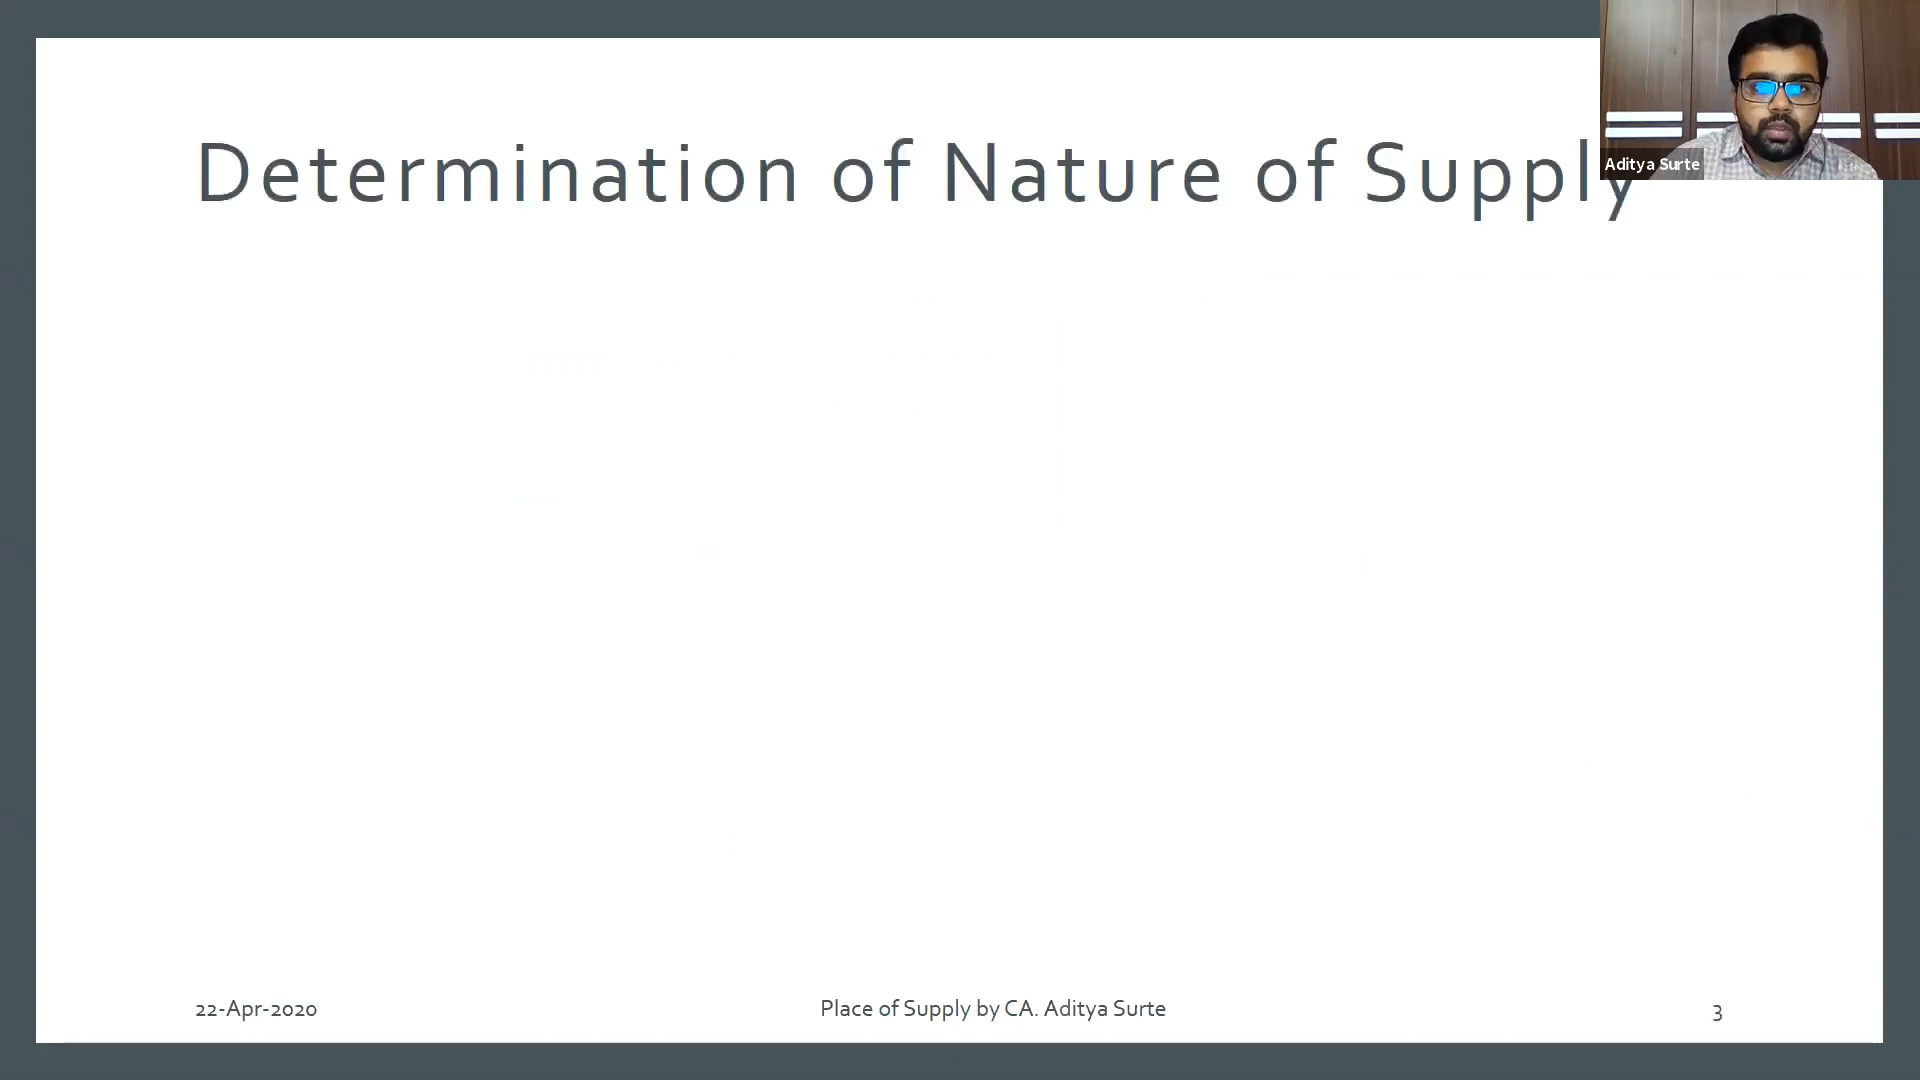 Determination of Nature of Supply
Aditya Surte
22-Apr-2020
Place of Supply by CA. Aditya Surte
3